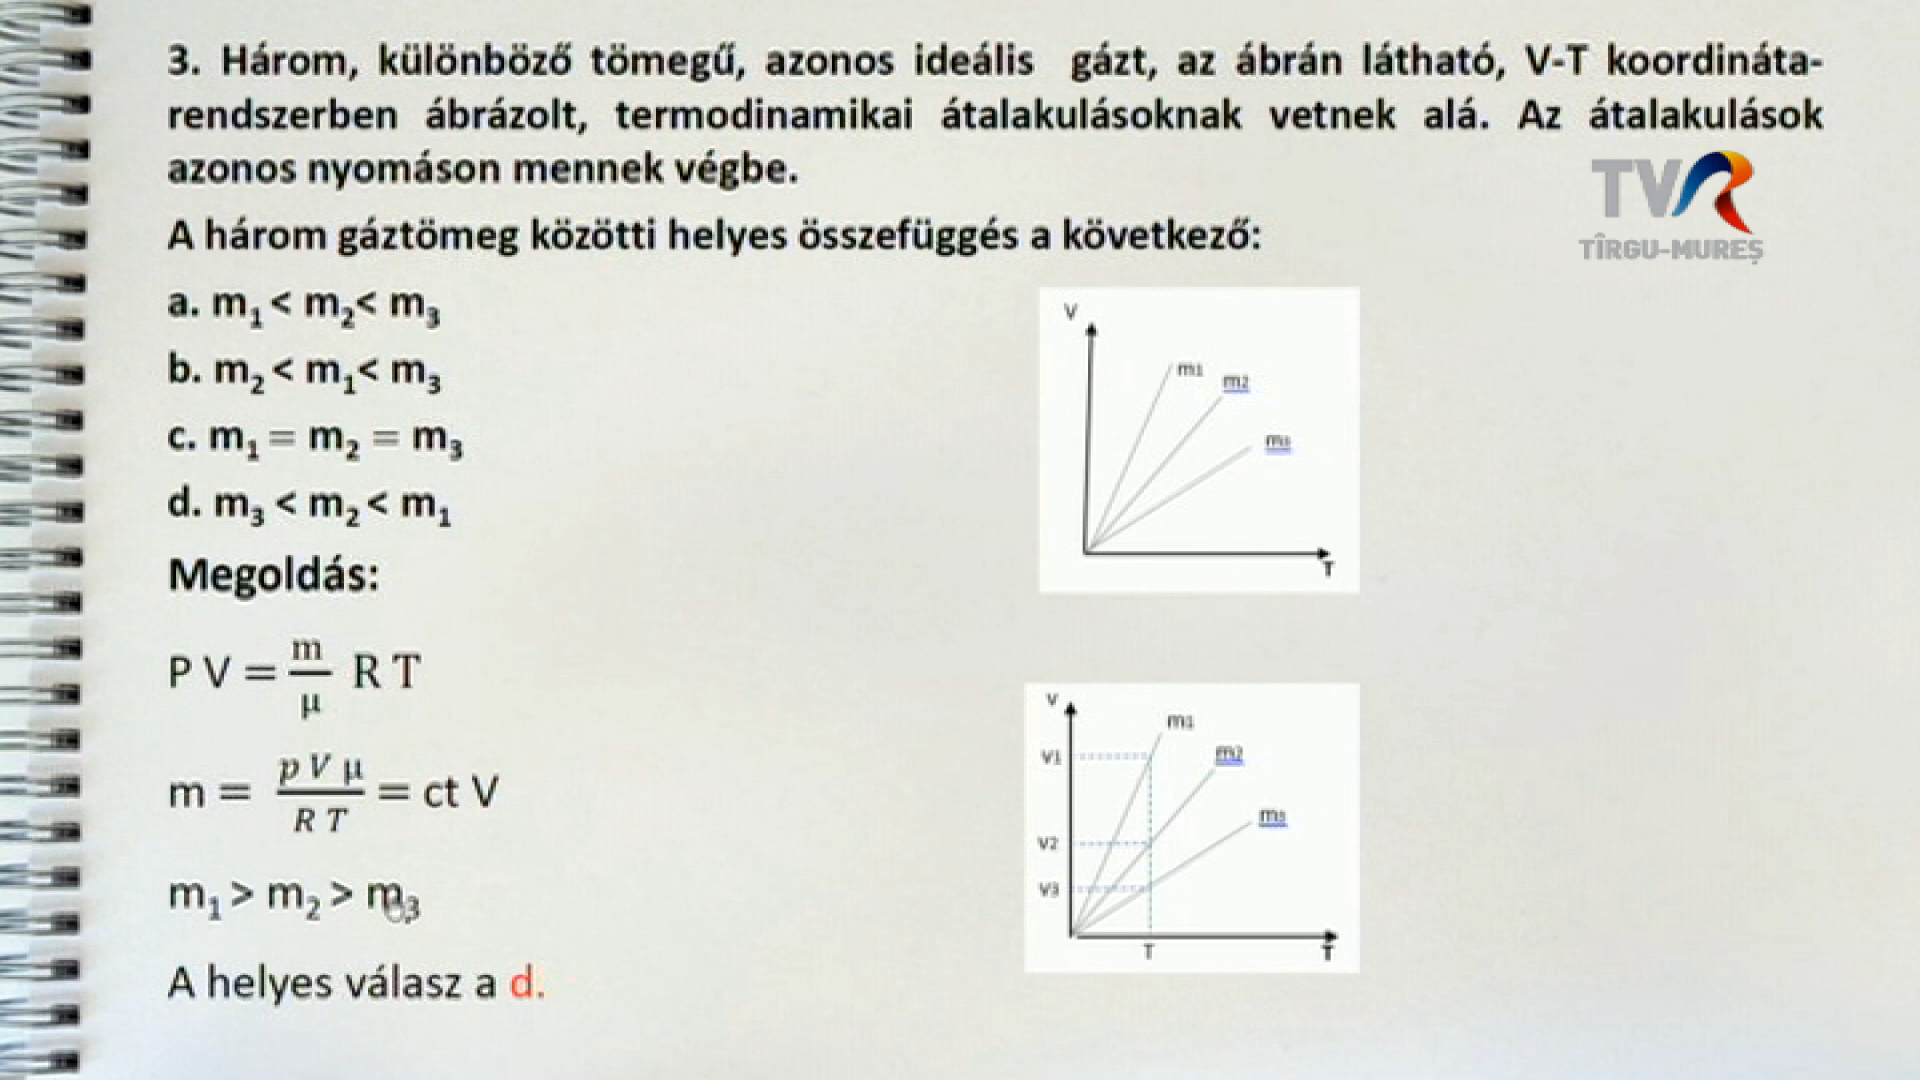 3. Három, különböző tömegű, azonos ideális gázt, az ábrán látható, V-T koordináta-
rendszerben ábrázolt, termodinamikai átalakulásoknak vetnek alá. Az átalakulások
azonos nyomáson mennek végbe.
TVR
TÎRGU-MUREȘ
A három gáztömeg közötti helyes összefüggés a következő:
a. m₁ < m₂ < m₃
b. m₂ < m₁ < m₃
c. m₁ = m₂ = m₃
d. m₃ < m₂ < m₁
V
m1
m2
m3
T
Megoldás:
P V = m/μ R T
m = p V μ / R T = ct V
m₁ > m₂ > m₃
A helyes válasz a d.
V
m1
V1
m2
m3
V2
V3
T
T